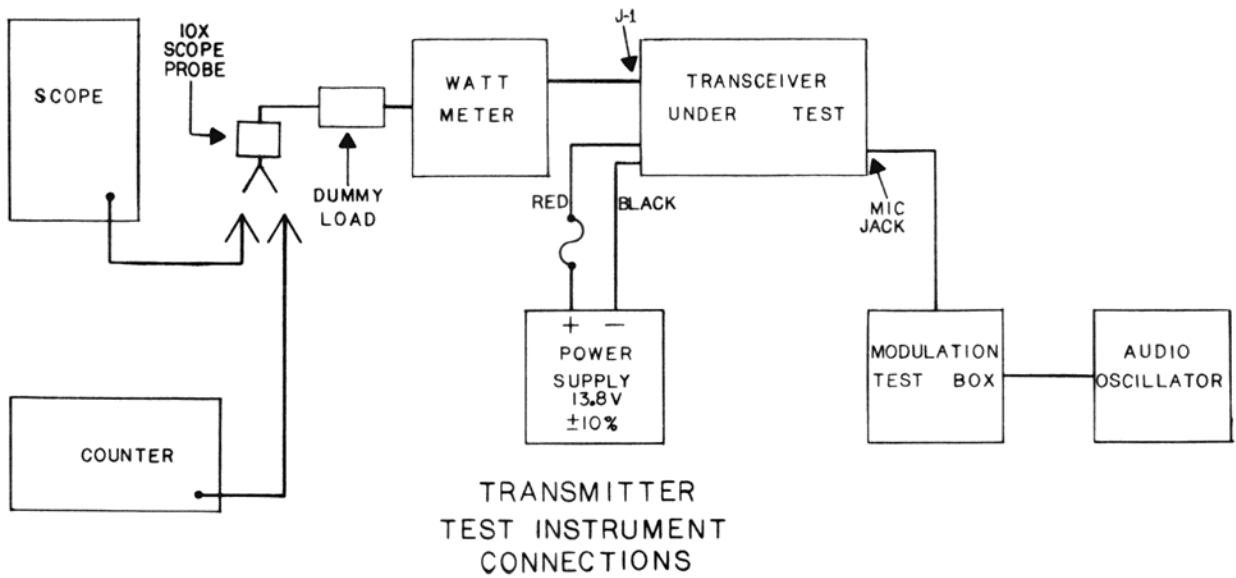 SCOPE
10X
SCOPE
PROBE
DUMMY
LOAD
WATT
METER
J-1
TRANSCEIVER
UNDER TEST
MIC
JACK
RED
BLACK
+ −
POWER
SUPPLY
13.8V
±10%
MODULATION
TEST BOX
AUDIO
OSCILLATOR
COUNTER
TRANSMITTER
TEST INSTRUMENT
CONNECTIONS